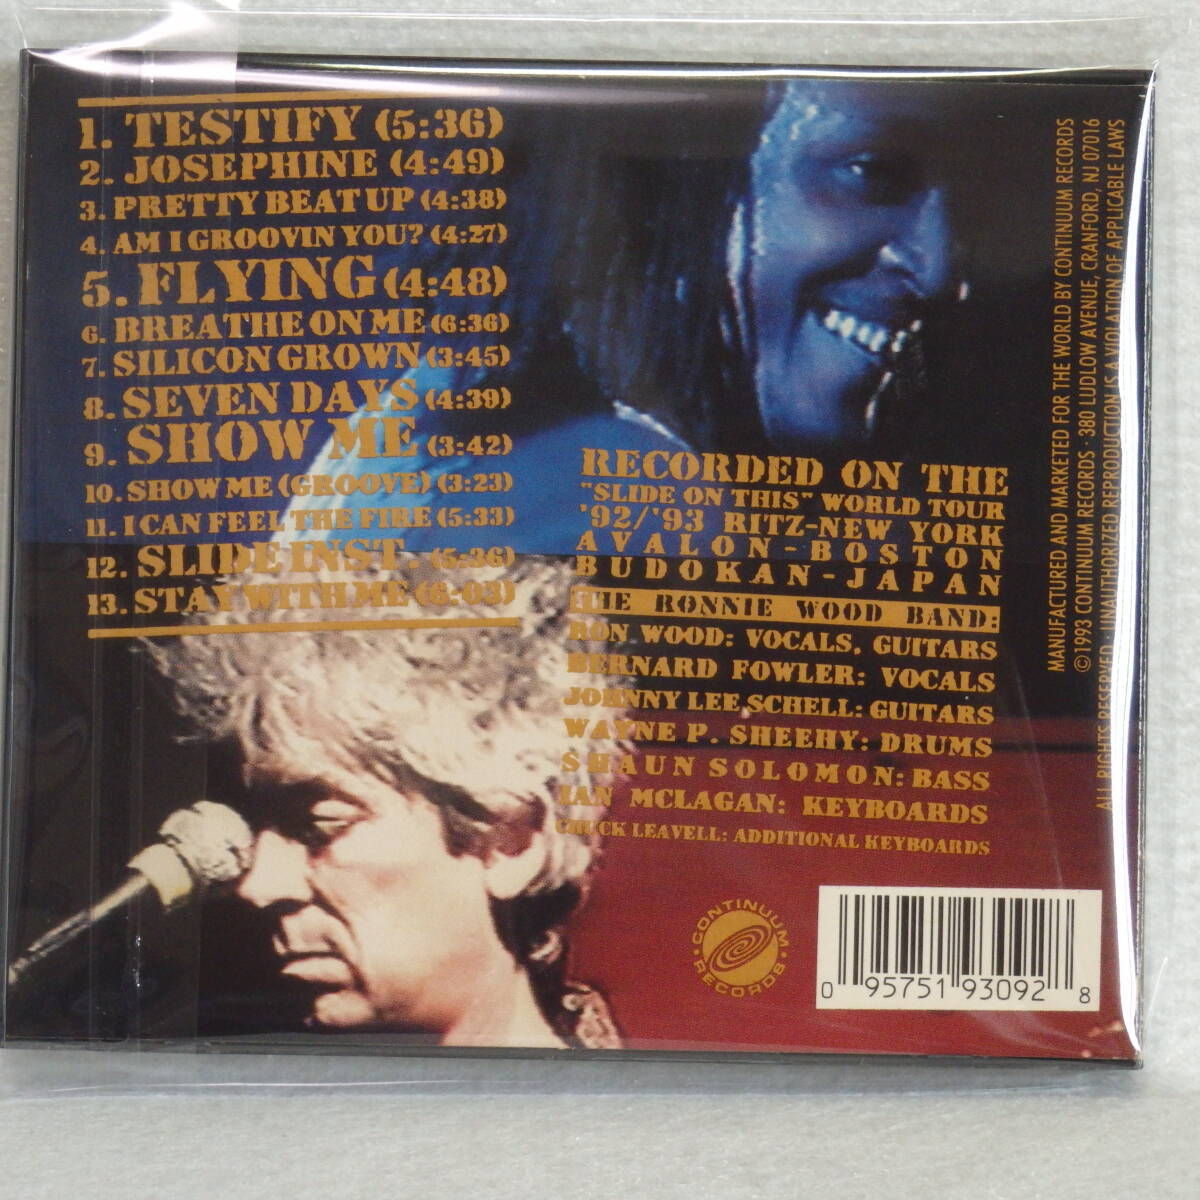 1. TESTIFY (5:36)
2. JOSEPHINE (4:49)
3. PRETTY BEAT UP (4:38)
4. AM I GROOVIN YOU? (4:27)
5. FLYING (4:48)
6. BREATHE ON ME (6:36)
7. SILICON GROWN (3:45)
8. SEVEN DAYS (4:39)
9. SHOW ME (3:42)
10. SHOW ME (GROOVE) (3:23)
11. I CAN FEEL THE FIRE (5:33)
12. SLIDE INST. (5:36)
13. STAY WITH ME (6:03)
RECORDED ON THE
"SLIDE ON THIS" WORLD TOUR
'92/'93 RITZ-NEW YORK
AVALON-BOSTON
BUDOKAN-JAPAN
THE RONNIE WOOD BAND:
RON WOOD: VOCALS, GUITARS
BERNARD FOWLER: VOCALS
JOHNNY LEE SCHELL: GUITARS
WAYNE P. SHEEHY: DRUMS
SHAUN SOLOMON: BASS
IAN MCLAGAN: KEYBOARDS
CHUCK LEAVELL: ADDITIONAL KEYBOARDS
MANUFACTURED AND MARKETED FOR THE WORLD BY CONTINUUM RECORDS
©1993 CONTINUUM RECORDS · 380 LUDLOW AVENUE, CRANFORD, NJ 07016
ALL RIGHTS RESERVED · UNAUTHORIZED REPRODUCTION IS A VIOLATION OF APPLICABLE LAWS
CONTINUUM
· RECORDS ·
0 95751 93092 8